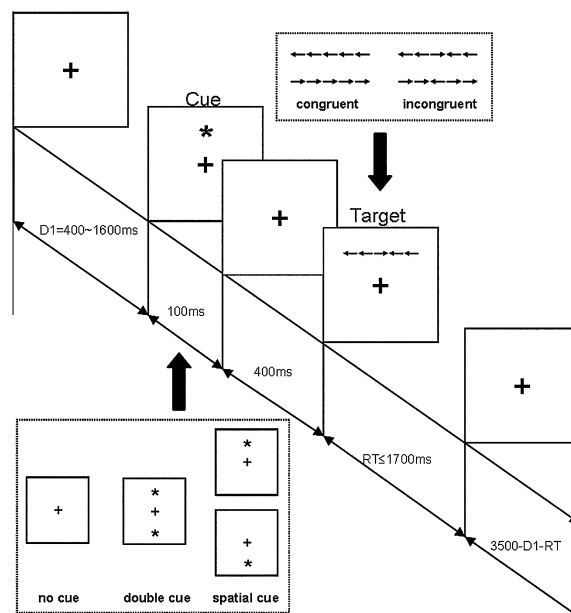 congruent incongruent
Cue
*
+
+
+
Target
+
+
D1=400~1600ms
100ms
400ms
RT≤1700ms
3500-D1-RT
+
*
+
*
*
+
+
*
no cue double cue spatial cue